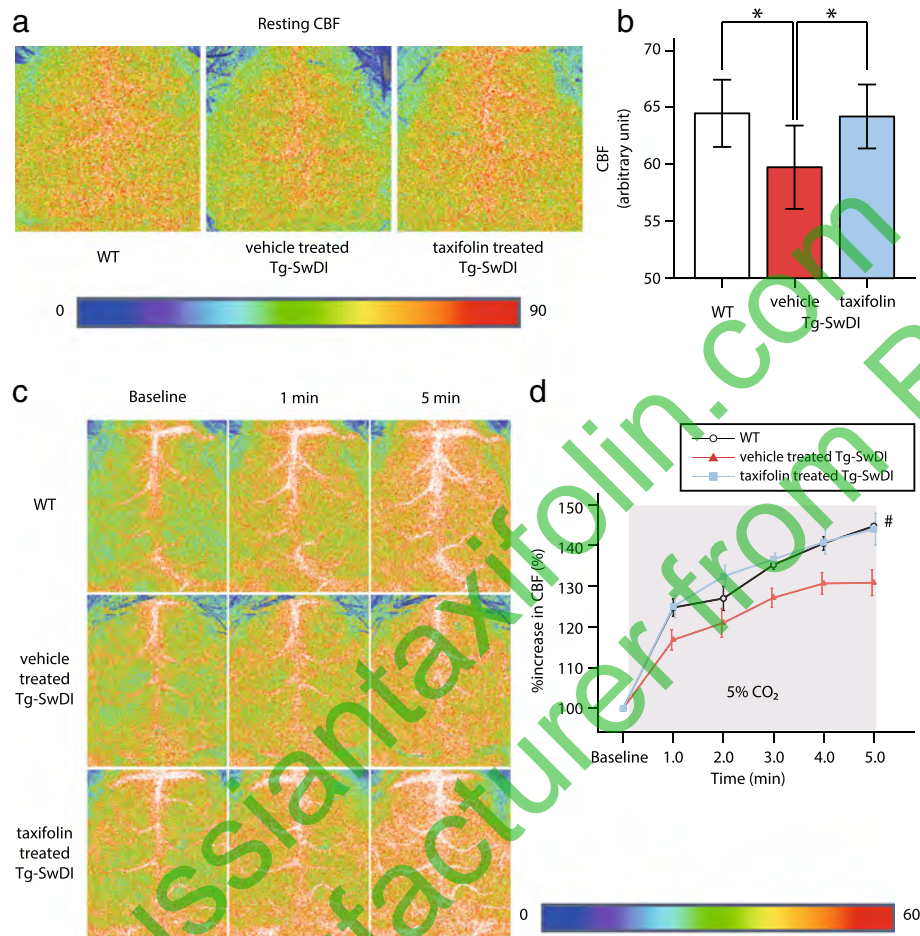 a
Resting CBF
WT
vehicle treated
Tg-SwDI
taxifolin treated
Tg-SwDI
0
90
b
*
*
CBF
(arbitrary unit)
70
65
60
55
50
WT
vehicle
taxifolin
Tg-SwDI
c
Baseline
1 min
5 min
WT
vehicle
treated
Tg-SwDI
taxifolin
treated
Tg-SwDI
d
WT
vehicle treated Tg-SwDI
taxifolin treated Tg-SwDI
%increase in CBF (%)
150
140
130
120
110
100
#
5% CO₂
Baseline
1.0
2.0
3.0
4.0
5.0
Time (min)
0
60
ssiantaxifolin.com
facturer from R